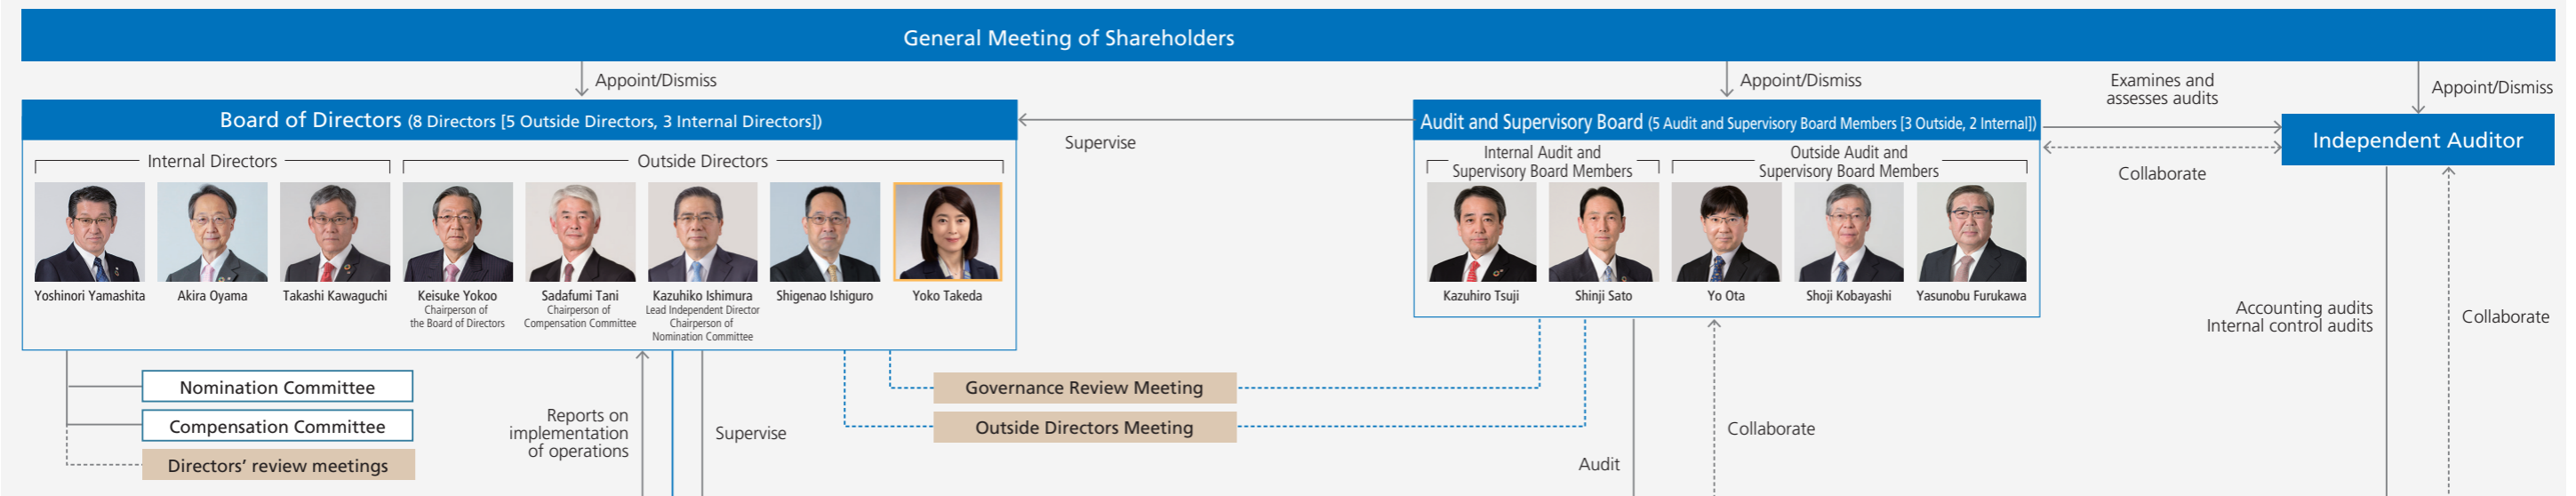 General Meeting of Shareholders
Appoint/Dismiss
Appoint/Dismiss
Examines and
assesses audits
Appoint/Dismiss
Board of Directors (8 Directors [5 Outside Directors, 3 Internal Directors])
Supervise
Audit and Supervisory Board (5 Audit and Supervisory Board Members [3 Outside, 2 Internal])
Collaborate
Independent Auditor
Internal Directors
Outside Directors
Internal Audit and
Supervisory Board Members
Outside Audit and
Supervisory Board Members
Yoshinori Yamashita
Akira Oyama
Takashi Kawaguchi
Keisuke Yokoo
Chairperson of
the Board of Directors
Sadafumi Tani
Chairperson of
Compensation Committee
Kazuhiko Ishimura
Lead Independent Director
Chairperson of
Nomination Committee
Shigenao Ishiguro
Yoko Takeda
Kazuhiro Tsuji
Shinji Sato
Yo Ota
Shoji Kobayashi
Yasunobu Furukawa
Accounting audits
Internal control audits
Collaborate
Nomination Committee
Compensation Committee
Directors’ review meetings
Reports on
implementation
of operations
Supervise
Governance Review Meeting
Outside Directors Meeting
Audit
Collaborate